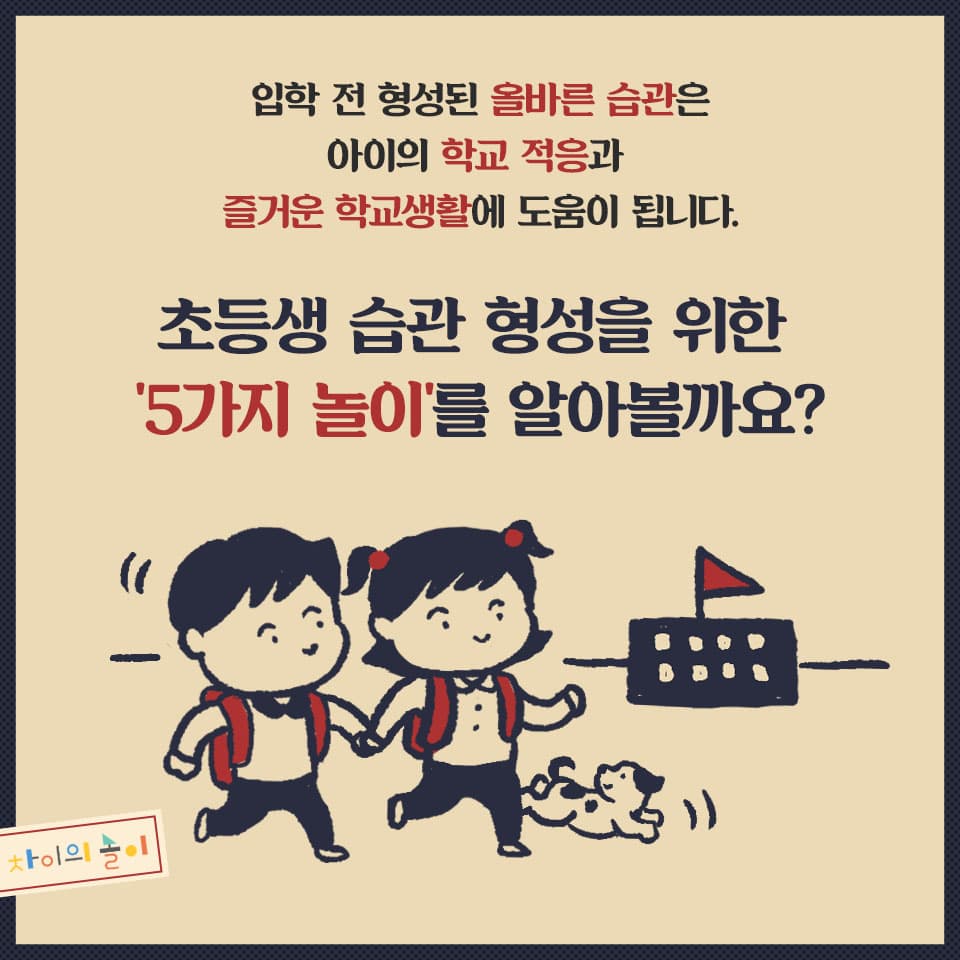 입학 전 형성된 올바른 습관은
아이의 학교 적응과
즐거운 학교생활에 도움이 됩니다.
초등생 습관 형성을 위한
'5가지 놀이'를 알아볼까요?
차이의 놀이